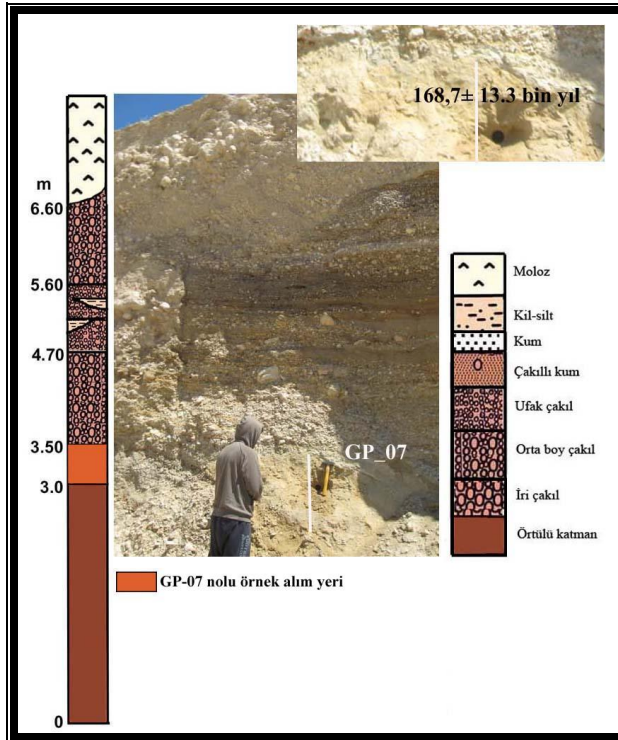 168,7± 13.3 bin yıl
m
6.60
5.60
4.70
3.50
3.0
0
GP_07
GP-07 nolu örnek alım yeri
Moloz
Kil-silt
Kum
Çakıllı kum
Ufak çakıl
Orta boy çakıl
İri çakıl
Örtülü katman